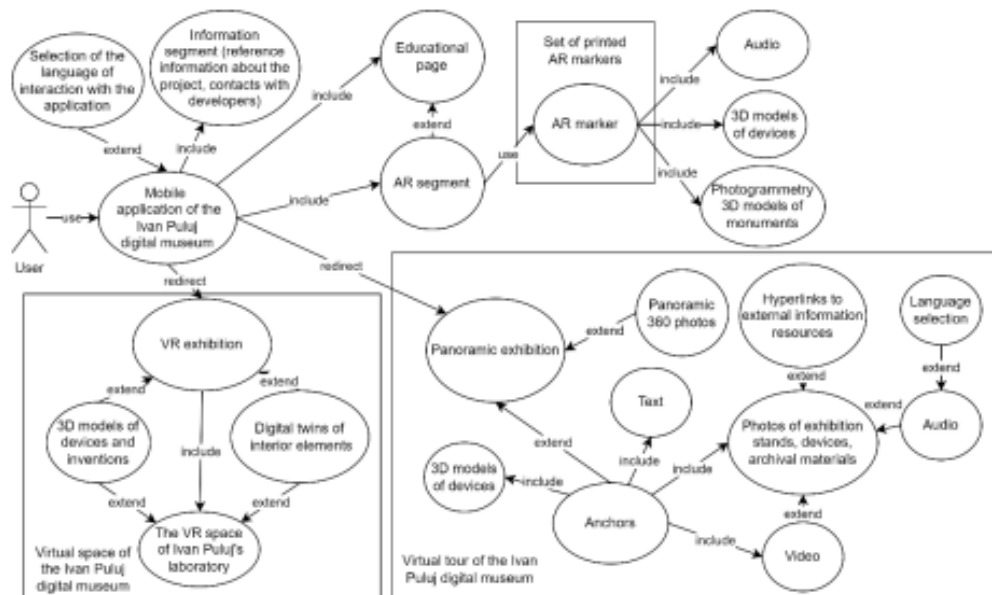 Selection of the
language of
interaction with the
application
Information
segment (reference
information about the
project, contacts with
developers)
Educational
page
Set of printed
AR markers
Audio
include
extend
include
include
extend
AR marker
include
3D models
of devices
use
include
AR segment
include
Photogrammetry
3D models of
monuments
Mobile
application of the
Ivan Puluj
digital museum
use
User
redirect
redirect
VR exhibition
extend
extend
3D models of
devices and
inventions
Digital twins of
interior elements
include
extend
extend
The VR space
of Ivan Puluj's
laboratory
Virtual space of
the Ivan Puluj
digital museum
Panoramic exhibition
extend
Panoramic
360 photos
Hyperlinks to
external information
resources
Language
selection
extend
extend
Text
Photos of exhibition
stands, devices,
archival materials
extend
Audio
extend
include
include
3D models
of devices
include
Anchors
extend
include
Video
Virtual tour of the Ivan
Puluj digital museum